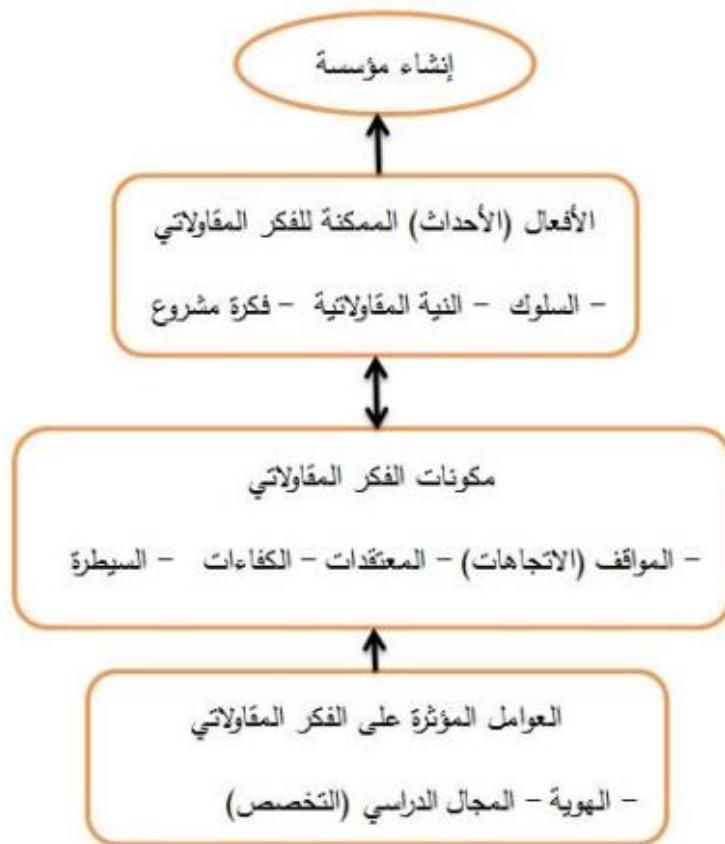 إنشاء مؤسسة
الأفعال (الأحداث) الممكنة للفكر المقاولاتي
- السلوك - النية المقاولاتية - فكرة مشروع
مكونات الفكر المقاولاتي
- المواقف (الاتجاهات) - المعتقدات - الكفاءات - السيطرة
العوامل المؤثرة على الفكر المقاولاتي
- الهوية - المجال الدراسي (التخصص)